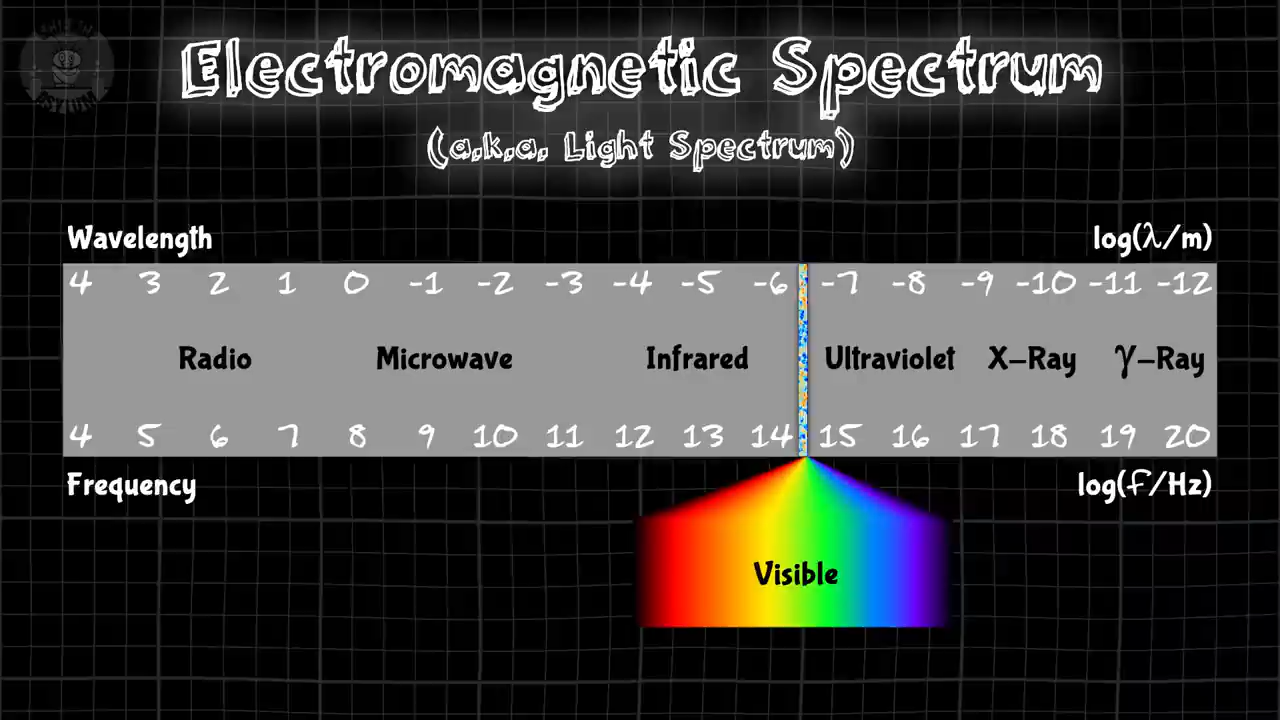 Electromagnetic Spectrum
(a.k.a. Light Spectrum)
Wavelength log(λ/m)
4 3 2 1 0 -1 -2 -3 -4 -5 -6 -7 -8 -9 -10 -11 -12
Radio Microwave Infrared Ultraviolet X-Ray γ-Ray
4 5 6 7 8 9 10 11 12 13 14 15 16 17 18 19 20
Frequency log(f/Hz)
Visible